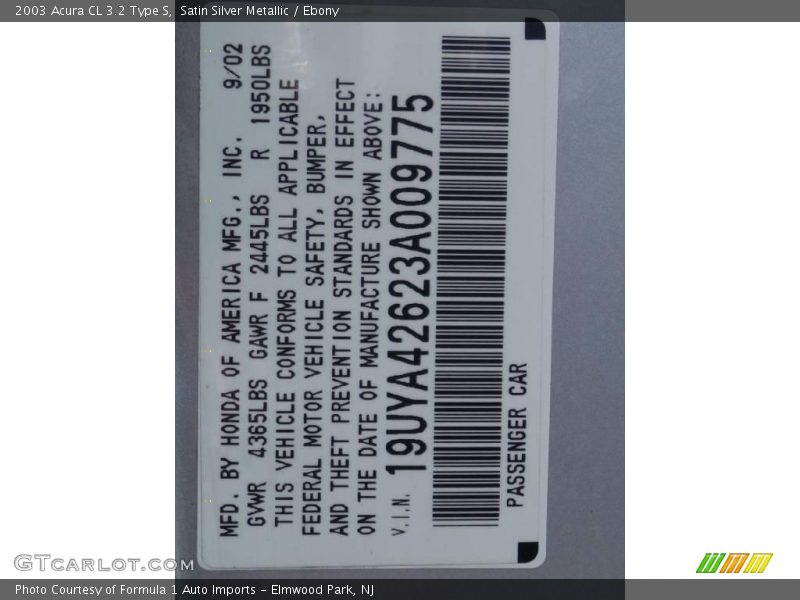 2003 Acura CL 3.2 Type S, Satin Silver Metallic / Ebony
MFD. BY HONDA OF AMERICA MFG., INC. 9/02
GVWR 4365LBS GAWR F 2445LBS R 1950LBS
THIS VEHICLE CONFORMS TO ALL APPLICABLE
FEDERAL MOTOR VEHICLE SAFETY, BUMPER,
AND THEFT PREVENTION STANDARDS IN EFFECT
ON THE DATE OF MANUFACTURE SHOWN ABOVE:
V.I.N. 19UYA42623A009775
PASSENGER CAR
GTcarlot.com
Photo Courtesy of Formula 1 Auto Imports - Elmwood Park, NJ